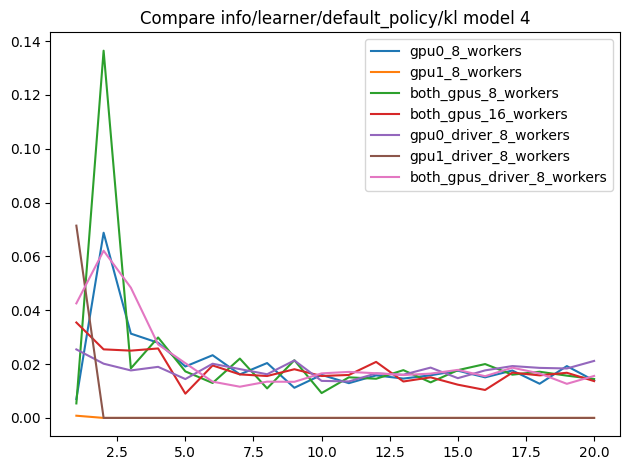 Compare info/learner/default_policy/kl model 4
0.14
0.12
0.10
0.08
0.06
0.04
0.02
0.00
gpu0_8_workers
gpu1_8_workers
both_gpus_8_workers
both_gpus_16_workers
gpu0_driver_8_workers
gpu1_driver_8_workers
both_gpus_driver_8_workers
2.5 5.0 7.5 10.0 12.5 15.0 17.5 20.0